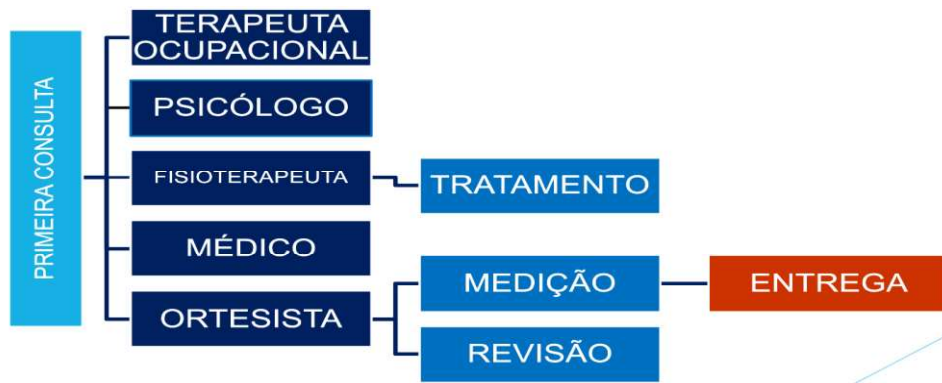 PRIMEIRA CONSULTA
TERAPEUTA
OCUPACIONAL
PSICÓLOGO
FISIOTERAPEUTA
TRATAMENTO
MÉDICO
ORTESISTA
MEDIÇÃO
ENTREGA
REVISÃO